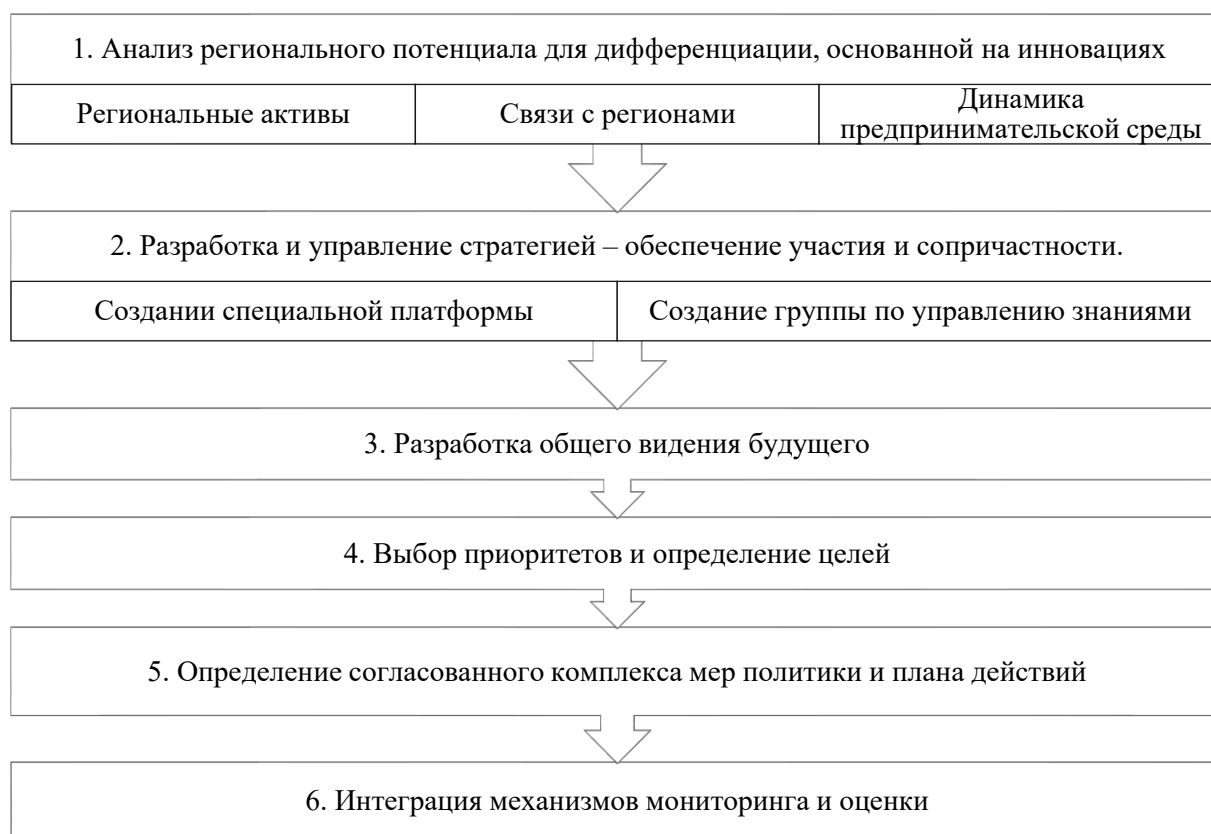 1. Анализ регионального потенциала для дифференциации, основанной на инновациях
Региональные активы
Связи с регионами
Динамика
предпринимательской среды
2. Разработка и управление стратегией – обеспечение участия и сопричастности.
Создании специальной платформы
Создание группы по управлению знаниями
3. Разработка общего видения будущего
4. Выбор приоритетов и определение целей
5. Определение согласованного комплекса мер политики и плана действий
6. Интеграция механизмов мониторинга и оценки